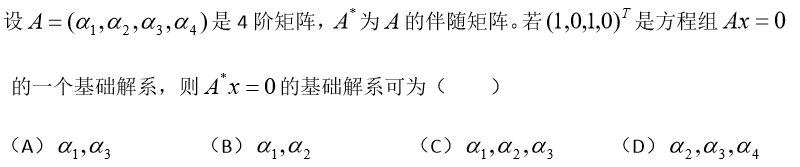 设 $A=(\alpha_1,\alpha_2,\alpha_3,\alpha_4)$ 是 4 阶矩阵，$A^*$ 为 $A$ 的伴随矩阵。若 $(1,0,1,0)^T$ 是方程组 $Ax=0$
的一个基础解系，则 $A^*x=0$ 的基础解系可为（ ）
（A）$\alpha_1,\alpha_3$ （B）$\alpha_1,\alpha_2$ （C）$\alpha_1,\alpha_2,\alpha_3$ （D）$\alpha_2,\alpha_3,\alpha_4$